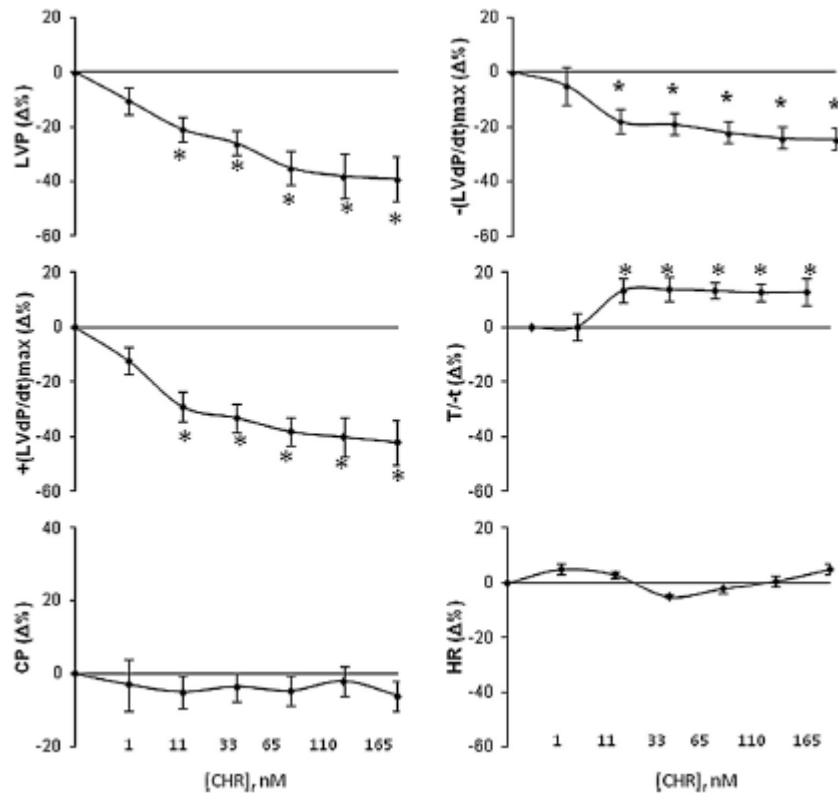 20
0
-20
-40
-60
LVP (Δ%)
* * * * *
20
0
-20
-40
-60
-(LVdP/dt)max (Δ%)
* * * * *
20
0
-20
-40
-60
+(LVdP/dt)max (Δ%)
* * * * *
20
0
-20
-40
-60
T/-t (Δ%)
* * * * *
40
20
0
-20
CP (Δ%)
1 11 33 65 110 165
[CHR], nM
20
0
-20
-40
-60
HR (Δ%)
1 11 33 65 110 165
[CHR], nM